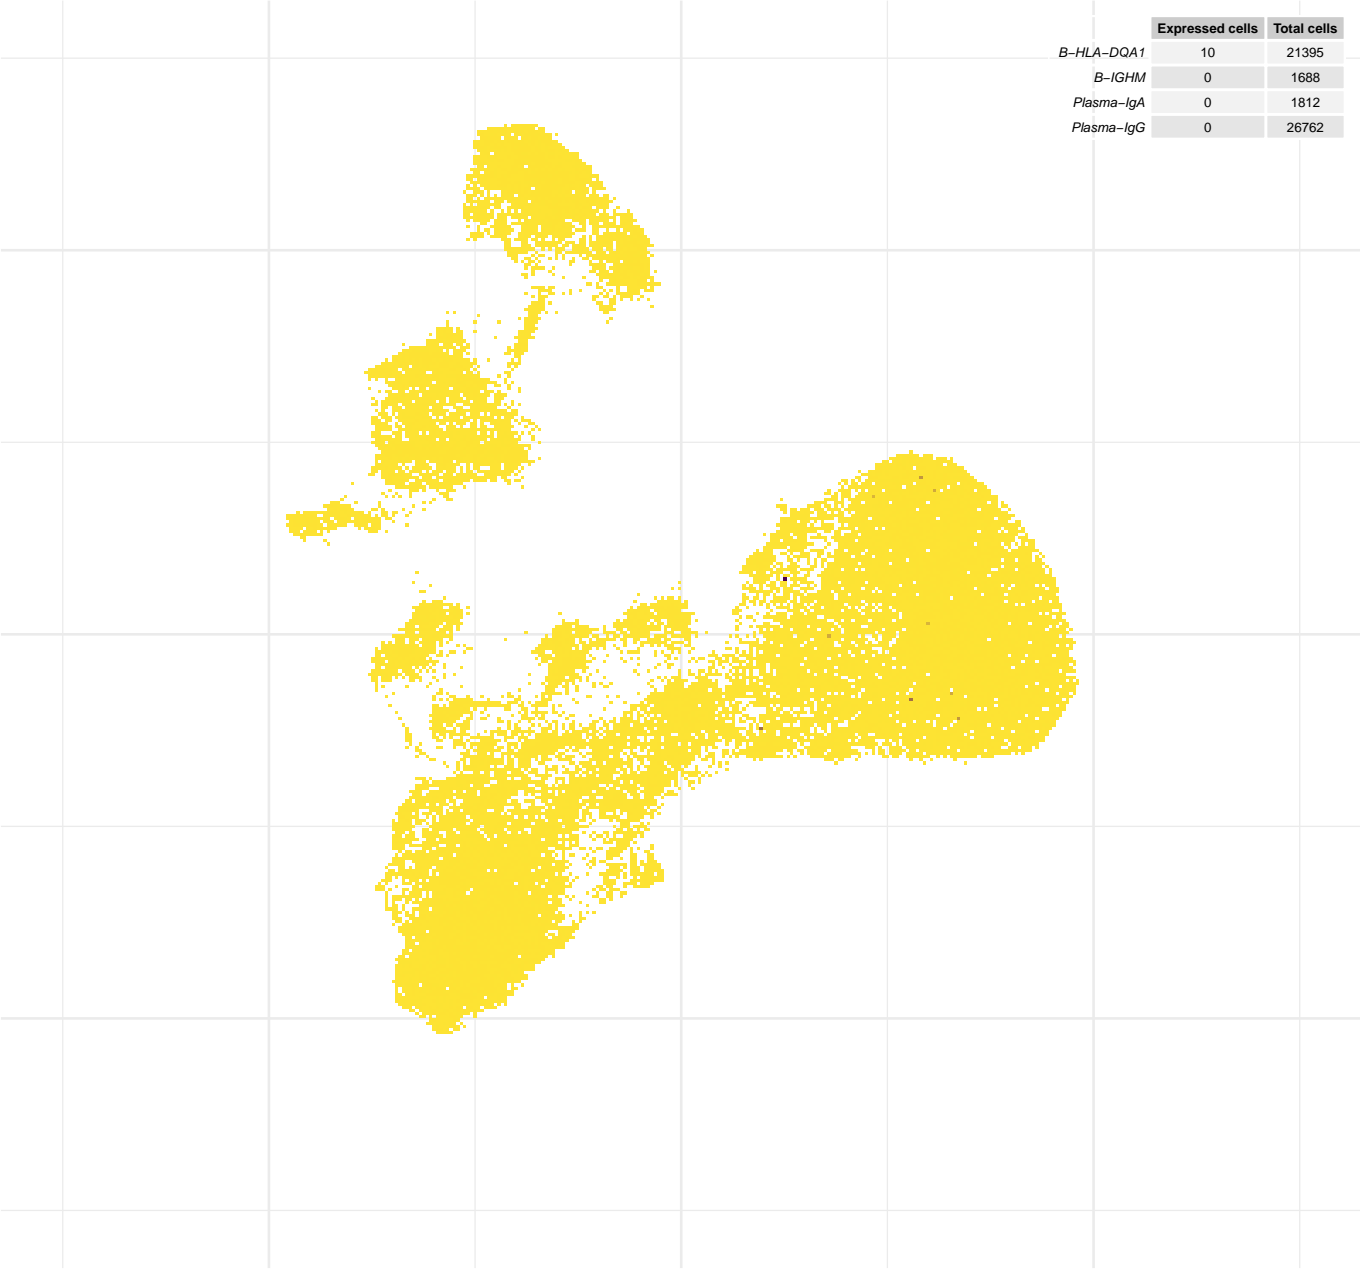 Expressed cells Total cells
B−HLA−DQA1 10 21395
B−IGHM 0 1688
Plasma−IgA 0 1812
Plasma−IgG 0 26762